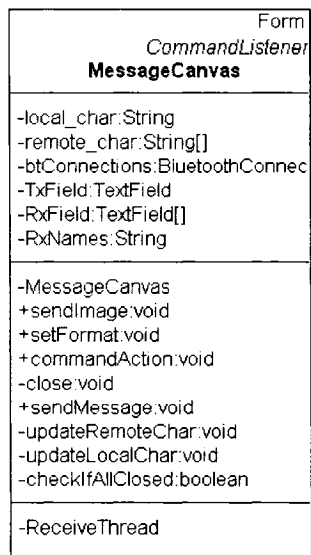 Form
CommandListener
MessageCanvas
-local_char:String
-remote_char:String[]
-btConnections:BluetoothConnec
-TxField:TextField
-RxField:TextField[]
-RxNames:String
-MessageCanvas
+sendImage:void
+setFormat:void
+commandAction:void
-close:void
+sendMessage:void
-updateRemoteChar:void
-updateLocalChar:void
-checkIfAllClosed:boolean
-ReceiveThread